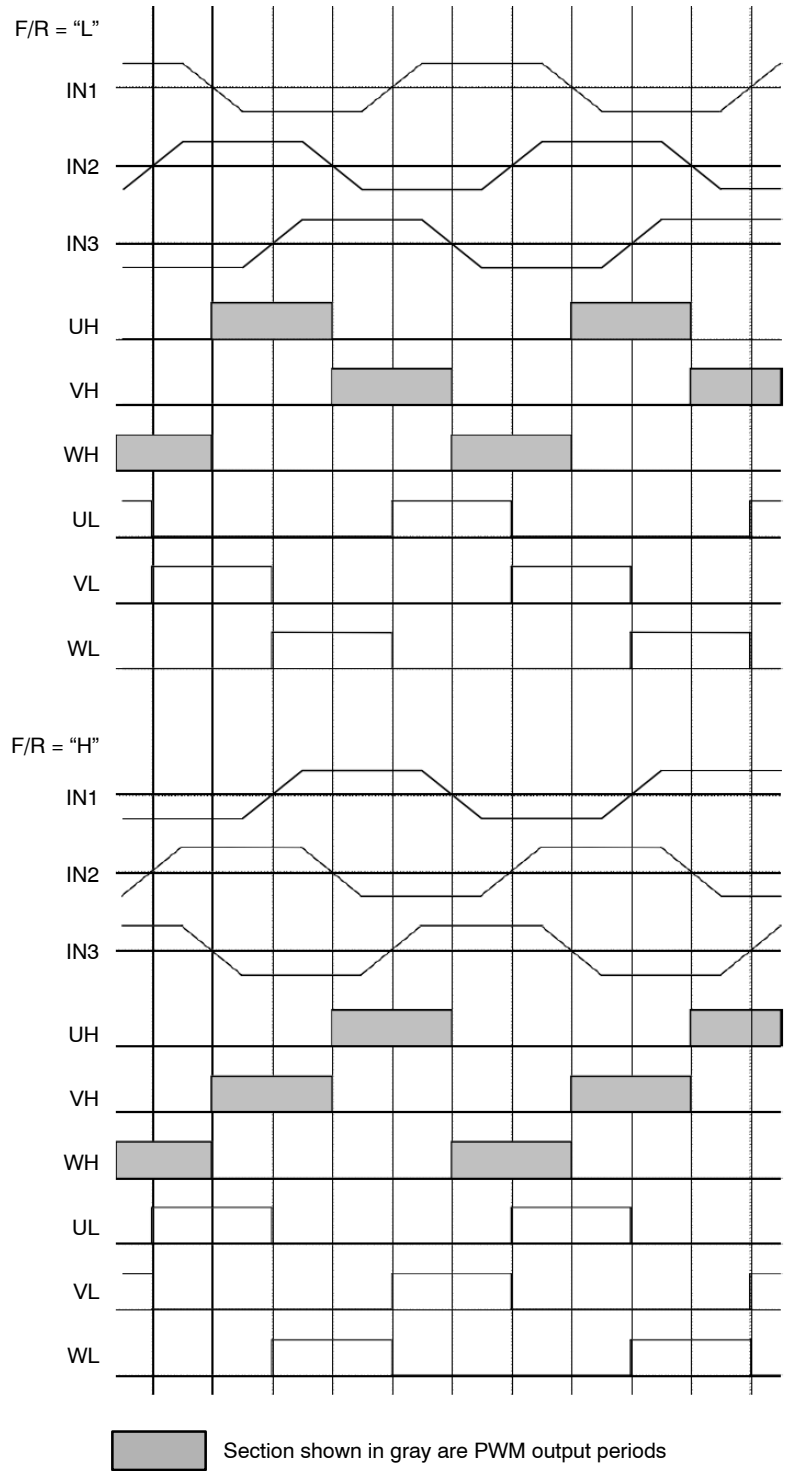 F/R = “L”
IN1
IN2
IN3
UH
VH
WH
UL
VL
WL
F/R = “H”
IN1
IN2
IN3
UH
VH
WH
UL
VL
WL
Section shown in gray are PWM output periods